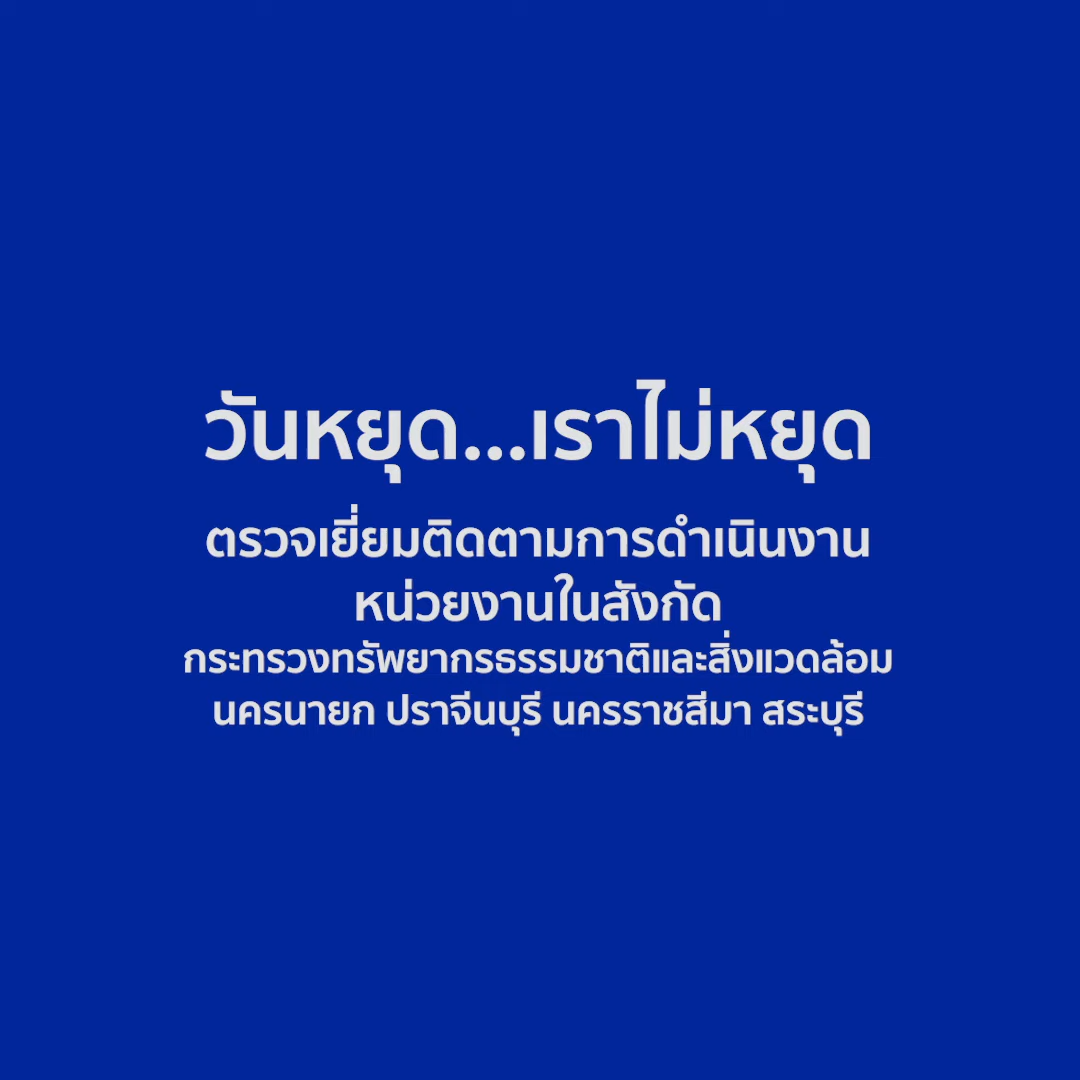 วันหยุด...เราไม่หยุด
ตรวจเยี่ยมติดตามการดำเนินงาน
หน่วยงานในสังกัด
กระทรวงทรัพยากรธรรมชาติและสิ่งแวดล้อม
นครนายก ปราจีนบุรี นครราชสีมา สระบุรี